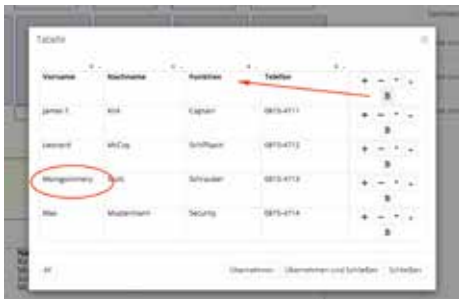 Tabelle
Vorname Nachname Funktion Telefon
James T. Kirk Captain 0815-4711
Leonard McCoy Schiffsarzt 0815-4712
Scott Schrauber 0815-4713
Max Mustermann Security 0815-4714
Übernehmen Übernehmen und Schließen Schließen